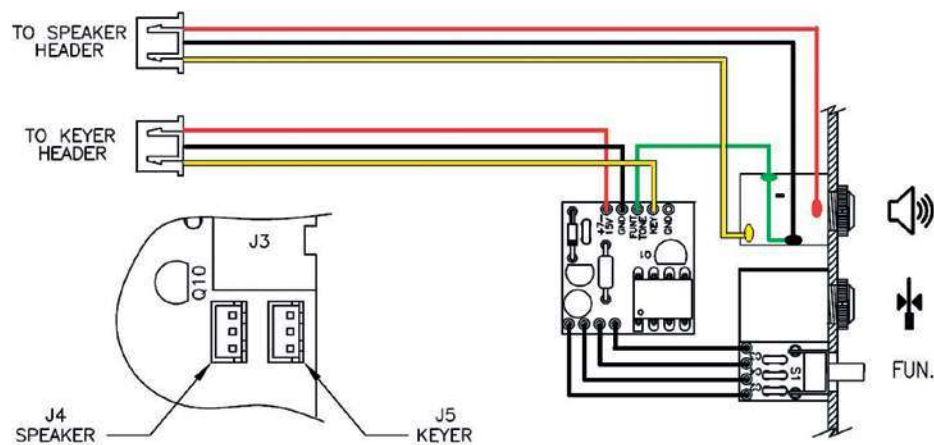 TO SPEAKER
HEADER
TO KEYER
HEADER
+7–
15V
GND
FUNT
TONE
KEY
GND
Q1
J3
Q10
J4
SPEAKER
J5
KEYER
S1
FUN.